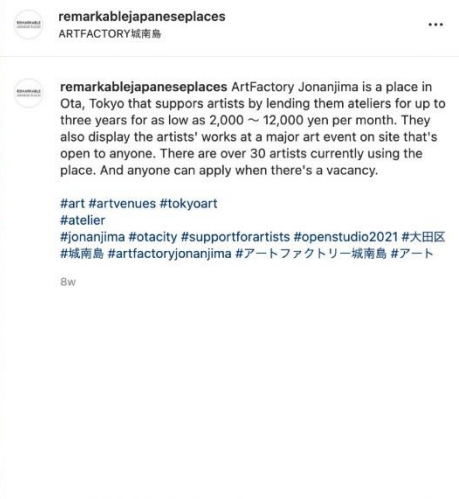 remarkablejapaneseplaces
ARTFACTORY城南島
remarkablejapaneseplaces ArtFactory Jonanjima is a place in
Ota, Tokyo that suppors artists by lending them ateliers for up to
three years for as low as 2,000 〜 12,000 yen per month. They
also display the artists' works at a major art event on site that's
open to anyone. There are over 30 artists currently using the
place. And anyone can apply when there's a vacancy.
#art #artvenues #tokyoart
#atelier
#jonanjima #otacity #supportforartists #openstudio2021 #大田区
#城南島 #artfactoryjonanjima #アートファクトリー城南島 #アート
8w